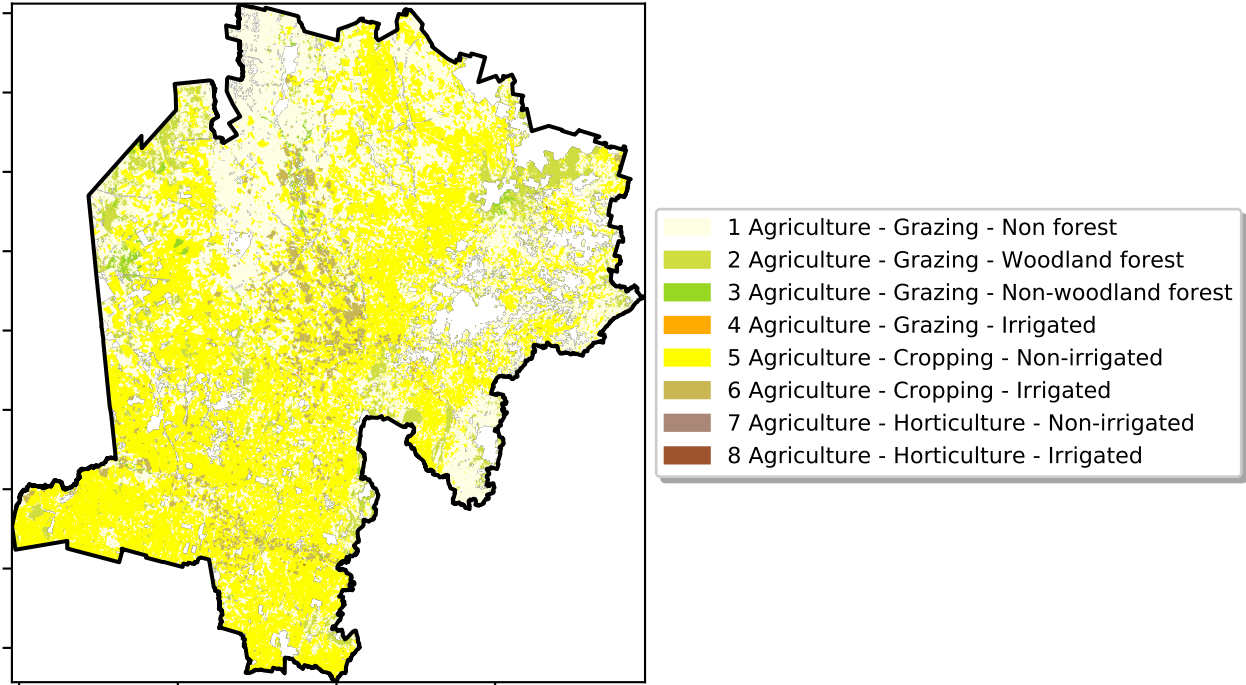 1 Agriculture - Grazing - Non forest
2 Agriculture - Grazing - Woodland forest
3 Agriculture - Grazing - Non-woodland forest
4 Agriculture - Grazing - Irrigated
5 Agriculture - Cropping - Non-irrigated
6 Agriculture - Cropping - Irrigated
7 Agriculture - Horticulture - Non-irrigated
8 Agriculture - Horticulture - Irrigated